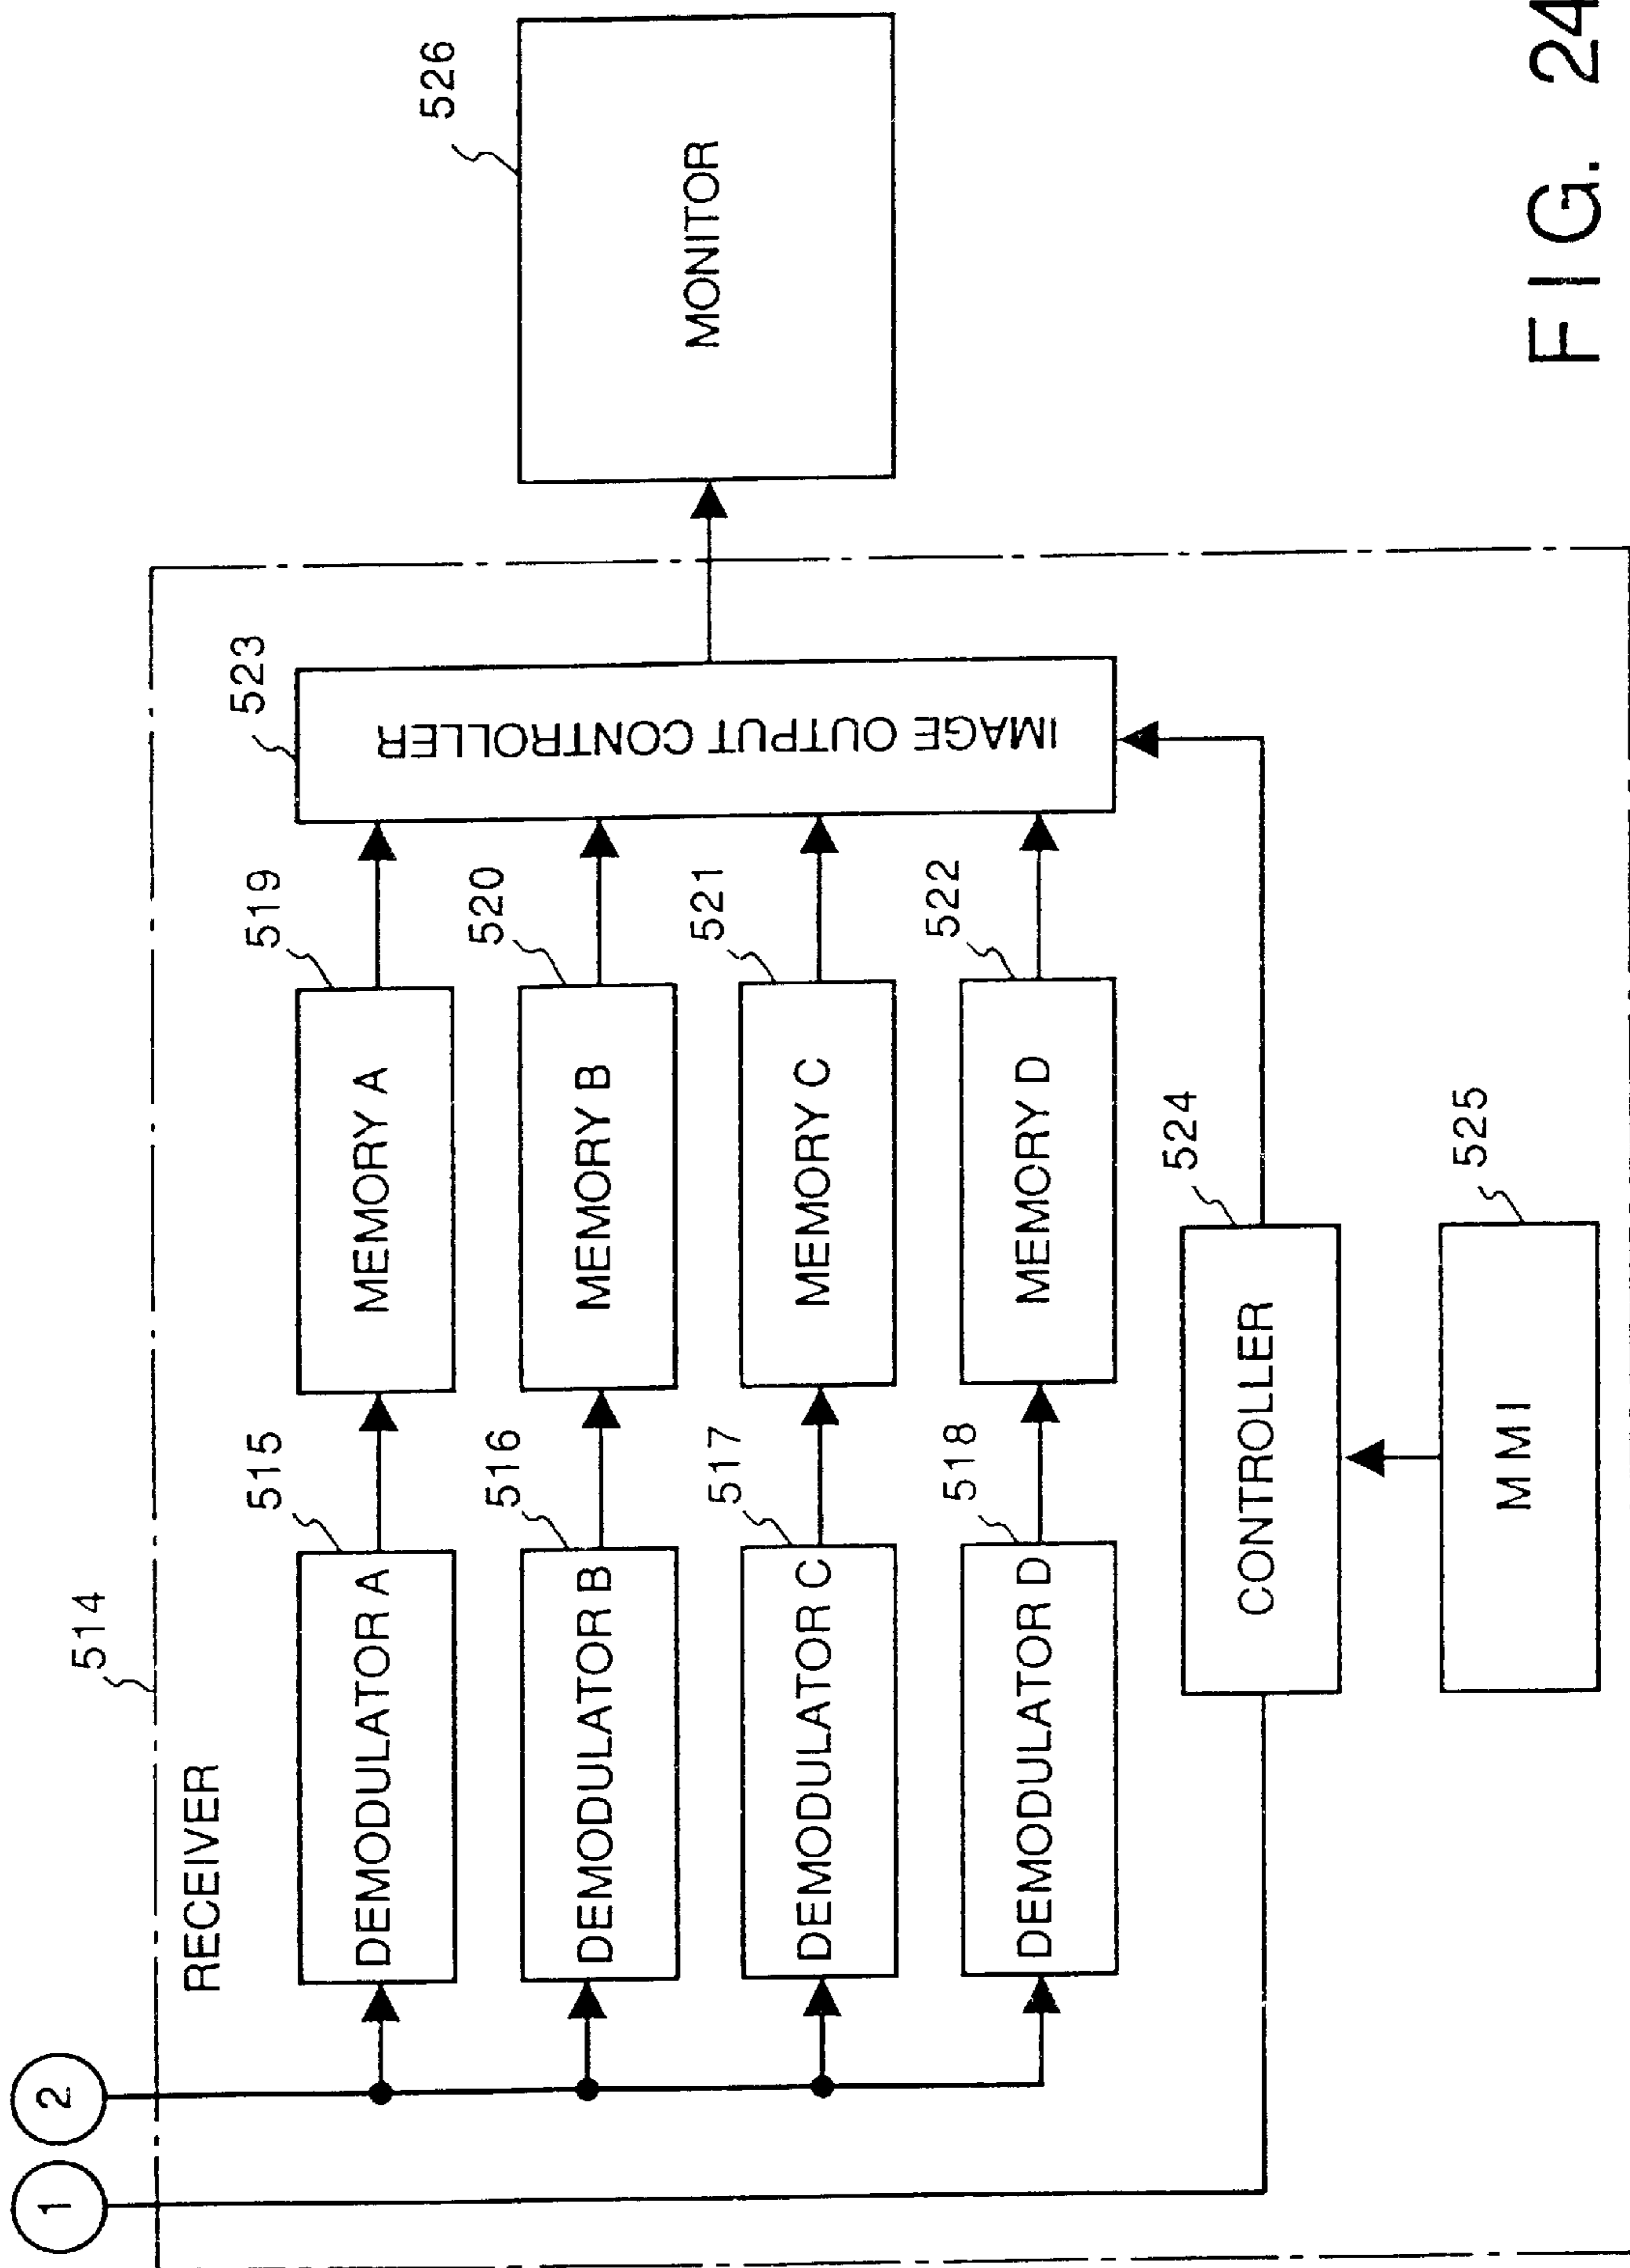 1
2
514
RECEIVER
DEMODULATOR A
515
MEMORY A
519
DEMODULATOR B
516
MEMORY B
520
DEMODULATOR C
517
MEMORY C
521
DEMODULATOR D
518
MEMORY D
522
IMAGE OUTPUT CONTROLLER
523
MONITOR
526
CONTROLLER
524
MMI
525
FIG. 24